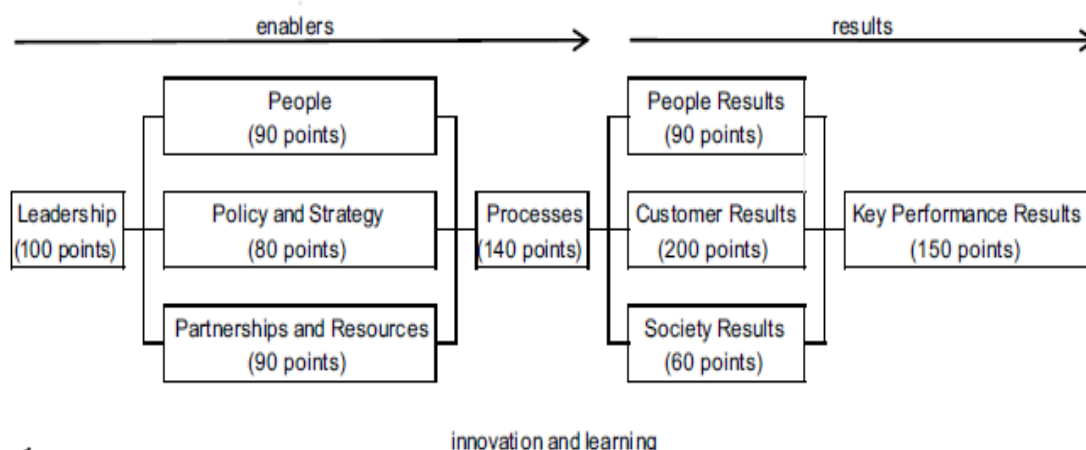 enablers
results
People
(90 points)
People Results
(90 points)
Leadership
(100 points)
Policy and Strategy
(80 points)
Processes
(140 points)
Customer Results
(200 points)
Key Performance Results
(150 points)
Partnerships and Resources
(90 points)
Society Results
(60 points)
innovation and learning